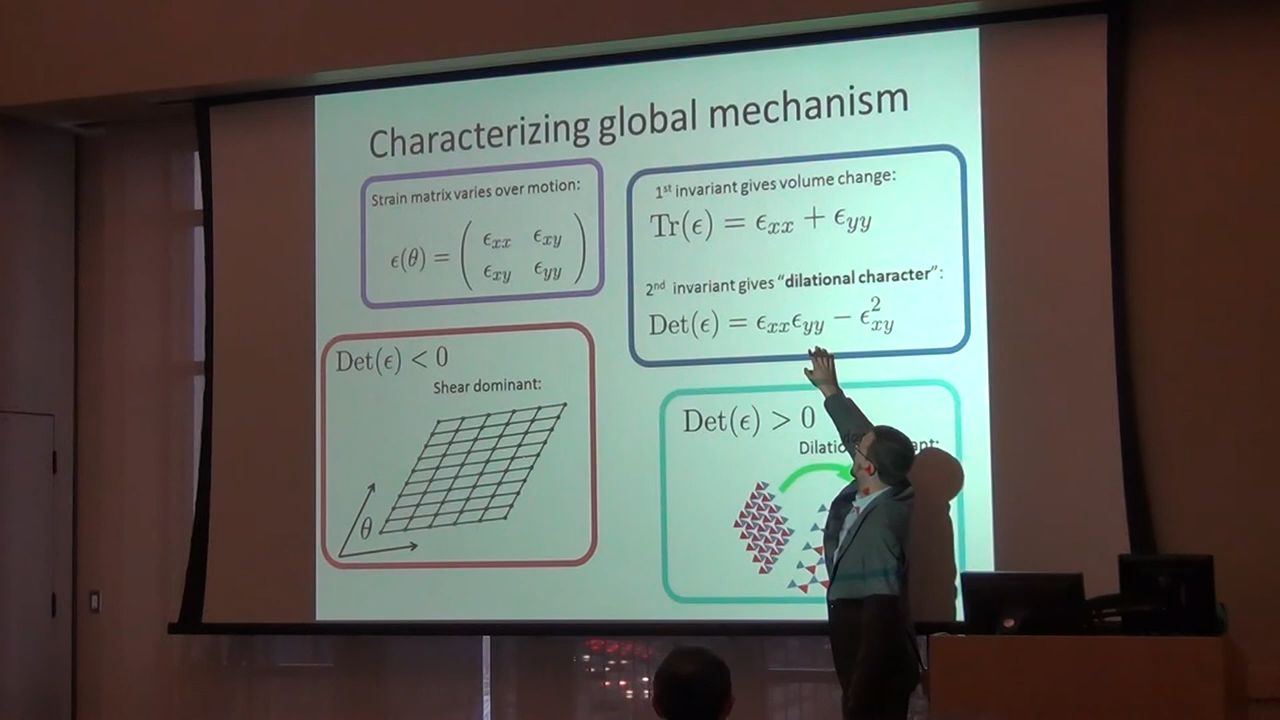 Characterizing global mechanism
Strain matrix varies over motion:
ϵ(θ) = ( ϵxx ϵxy
ϵxy ϵyy )
1st invariant gives volume change:
Tr(ϵ) = ϵxx + ϵyy
2nd invariant gives “dilational character”:
Det(ϵ) = ϵxxϵyy − ϵ²xy
Det(ϵ) < 0
Shear dominant:
θ
Det(ϵ) > 0